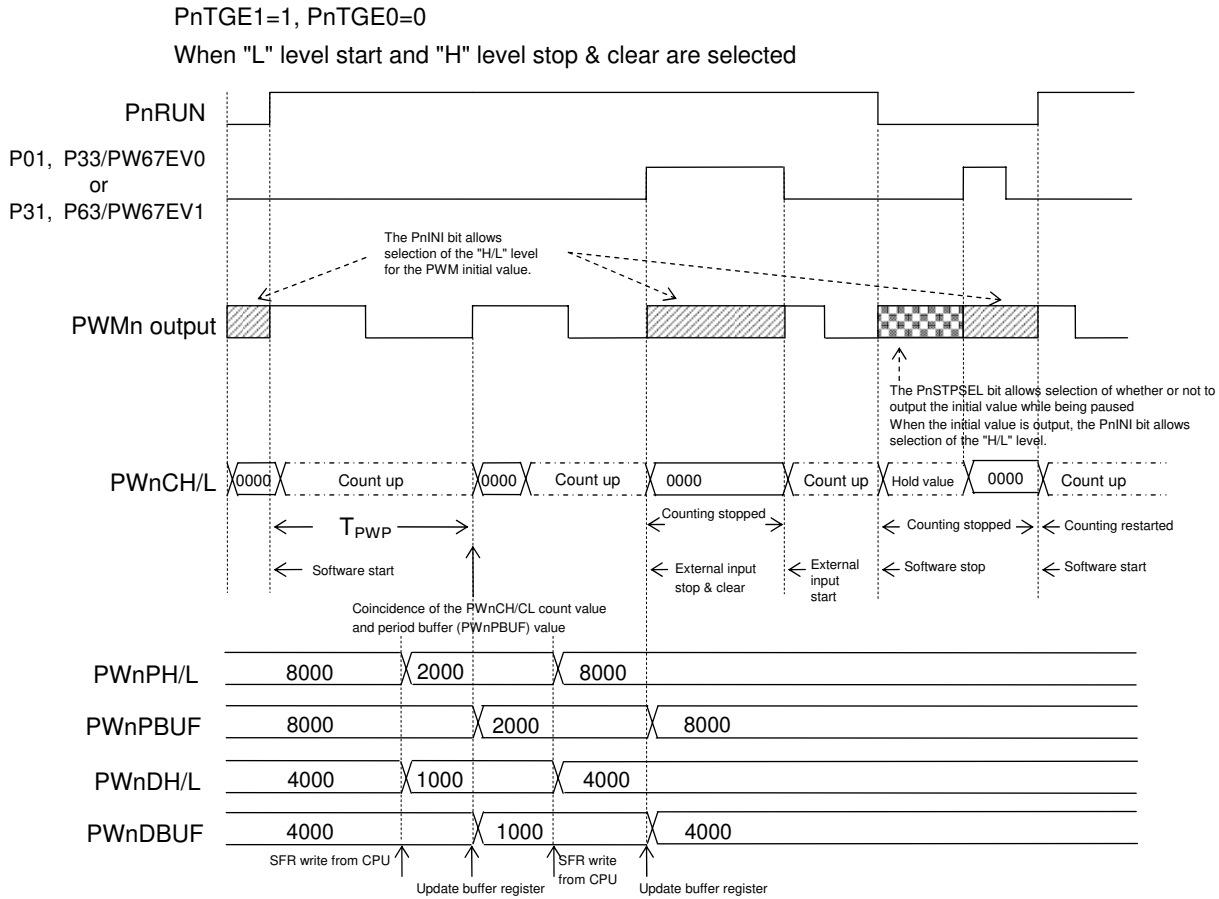 PnTGE1=1, PnTGE0=0
When "L" level start and "H" level stop & clear are selected
PnRUN
P01, P33/PW67EV0
or
P31, P63/PW67EV1
The PnINI bit allows
selection of the "H/L" level
for the PWM initial value.
PWMn output
The PnSTPSEL bit allows selection of whether or not to
output the initial value while being paused
When the initial value is output, the PnINI bit allows
selection of the "H/L" level.
PWnCH/L
0000
Count up
0000
Count up
0000
Count up
Hold value
0000
Count up
TPWP
Counting stopped
Counting stopped
Counting restarted
Software start
External input
stop & clear
External
input
start
Software stop
Software start
Coincidence of the PWnCH/CL count value
and period buffer (PWnPBUF) value
PWnPH/L
8000
2000
8000
PWnPBUF
8000
2000
8000
PWnDH/L
4000
1000
4000
PWnDBUF
4000
1000
4000
SFR write from CPU
Update buffer register
SFR write
from CPU
Update buffer register